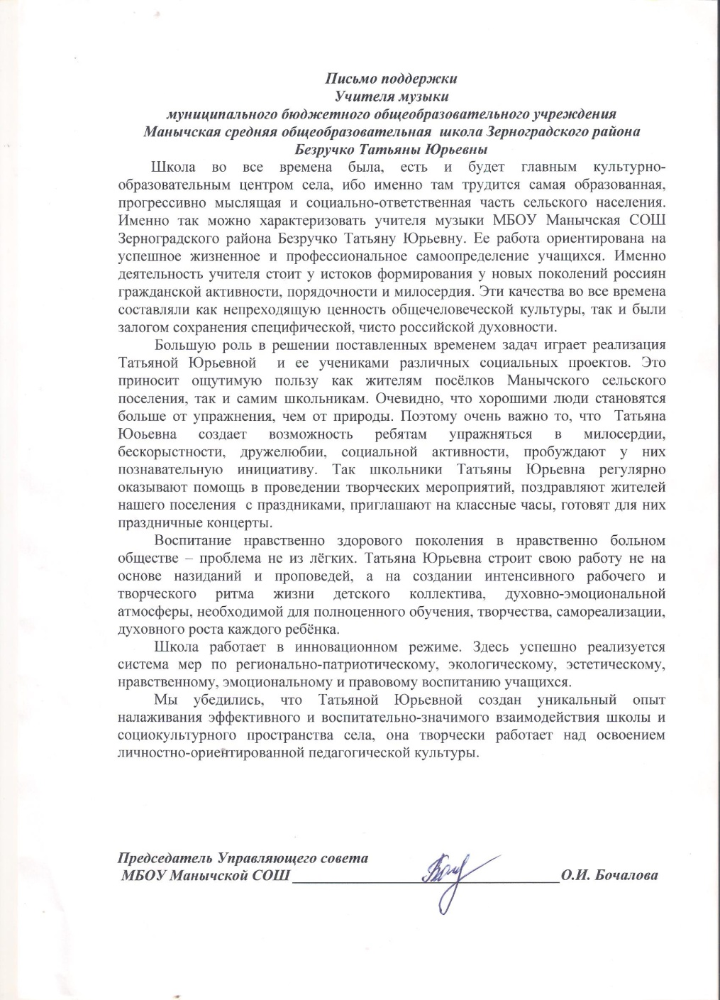 Письмо поддержки
Учителя музыки
муниципального бюджетного общеобразовательного учреждения
Манычская средняя общеобразовательная школа Зерноградского района
Безручко Татьяны Юрьевны
Школа во все времена была, есть и будет главным культурно-
образовательным центром села, ибо именно там трудится самая образованная,
прогрессивно мыслящая и социально-ответственная часть сельского населения.
Именно так можно характеризовать учителя музыки МБОУ Манычская СОШ
Зерноградского района Безручко Татьяну Юрьевну. Ее работа ориентирована на
успешное жизненное и профессиональное самоопределение учащихся. Именно
деятельность учителя стоит у истоков формирования у новых поколений россиян
гражданской активности, порядочности и милосердия. Эти качества во все времена
составляли как непреходящую ценность общечеловеческой культуры, так и были
залогом сохранения специфической, чисто российской духовности.
Большую роль в решении поставленных временем задач играет реализация
Татьяной Юрьевной и ее учениками различных социальных проектов. Это
приносит ощутимую пользу как жителям посёлков Манычского сельского
поселения, так и самим школьникам. Очевидно, что хорошими люди становятся
больше от упражнения, чем от природы. Поэтому очень важно то, что Татьяна
Юоьевна создает возможность ребятам упражняться в милосердии,
бескорыстности, дружелюбии, социальной активности, пробуждают у них
познавательную инициативу. Так школьники Татьяны Юрьевна регулярно
оказывают помощь в проведении творческих мероприятий, поздравляют жителей
нашего поселения с праздниками, приглашают на классные часы, готовят для них
праздничные концерты.
Воспитание нравственно здорового поколения в нравственно больном
обществе – проблема не из лёгких. Татьяна Юрьевна строит свою работу не на
основе назиданий и проповедей, а на создании интенсивного рабочего и
творческого ритма жизни детского коллектива, духовно-эмоциональной
атмосферы, необходимой для полноценного обучения, творчества, самореализации,
духовного роста каждого ребёнка.
Школа работает в инновационном режиме. Здесь успешно реализуется
система мер по регионально-патриотическому, экологическому, эстетическому,
нравственному, эмоциональному и правовому воспитанию учащихся.
Мы убедились, что Татьяной Юрьевной создан уникальный опыт
налаживания эффективного и воспитательно-значимого взаимодействия школы и
социокультурного пространства села, она творчески работает над освоением
личностно-ориентированной педагогической культуры.
Председатель Управляющего совета
МБОУ Манычской СОШ О.И. Бочалова